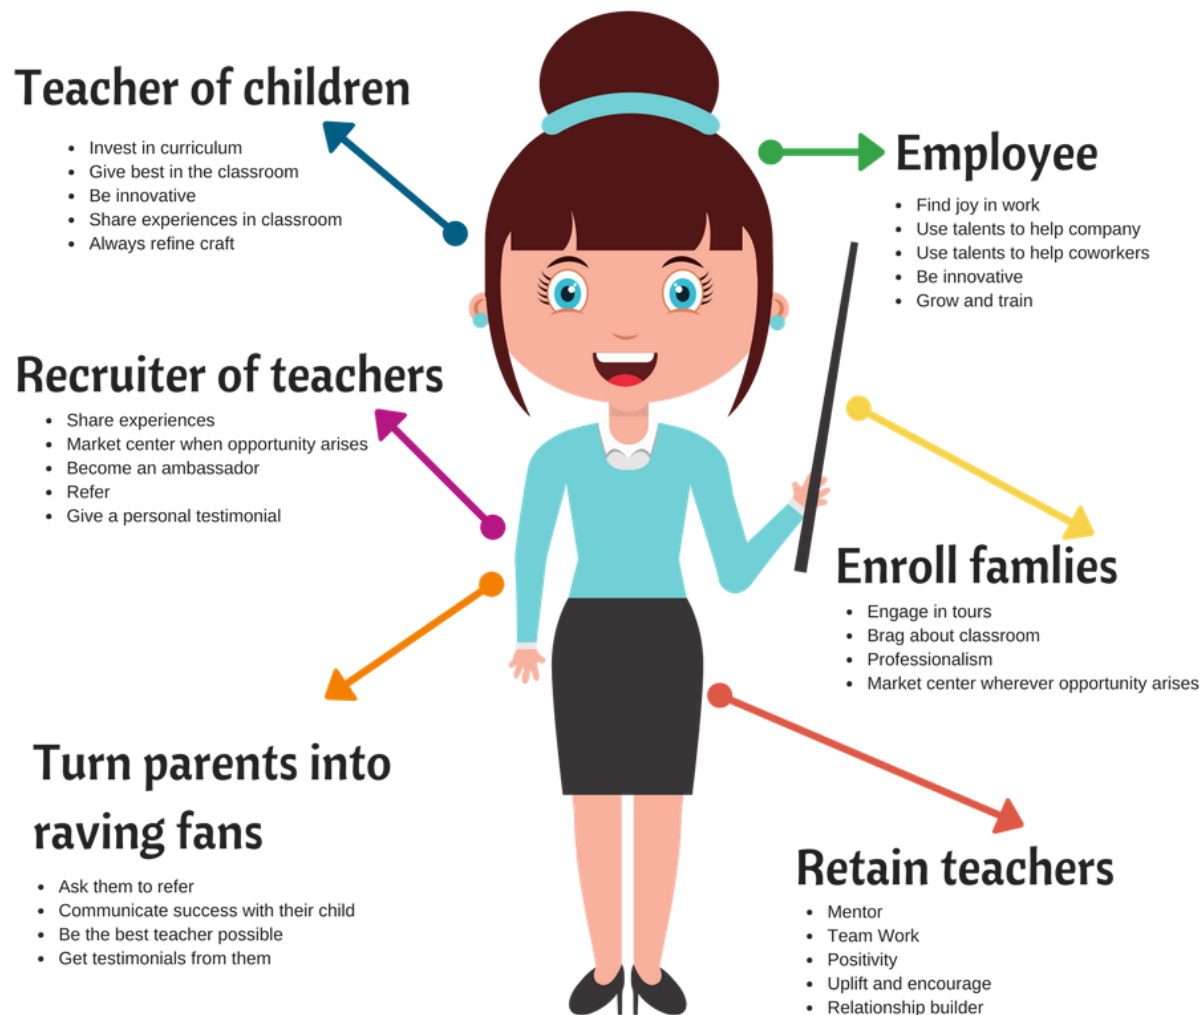 Teacher of children
• Invest in curriculum
• Give best in the classroom
• Be innovative
• Share experiences in classroom
• Always refine craft
Employee
• Find joy in work
• Use talents to help company
• Use talents to help coworkers
• Be innovative
• Grow and train
Recruiter of teachers
• Share experiences
• Market center when opportunity arises
• Become an ambassador
• Refer
• Give a personal testimonial
Enroll famlies
• Engage in tours
• Brag about classroom
• Professionalism
• Market center wherever opportunity arises
Turn parents into
raving fans
• Ask them to refer
• Communicate success with their child
• Be the best teacher possible
• Get testimonials from them
Retain teachers
• Mentor
• Team Work
• Positivity
• Uplift and encourage
• Relationship builder